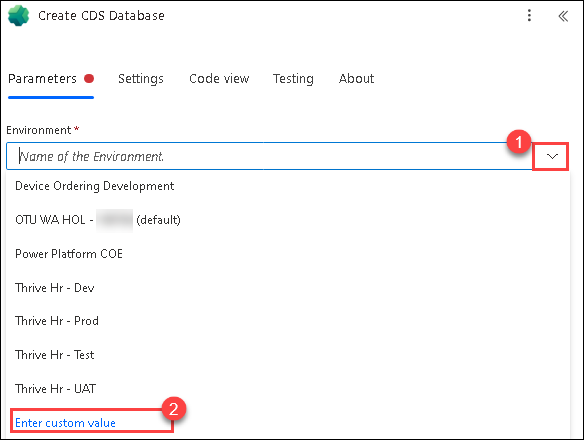 Create CDS Database
Parameters Settings Code view Testing About
Environment *
1
Name of the Environment.
Device Ordering Development
OTU WA HOL - (default)
Power Platform COE
Thrive Hr - Dev
Thrive Hr - Prod
Thrive Hr - Test
Thrive Hr - UAT
2
Enter custom value